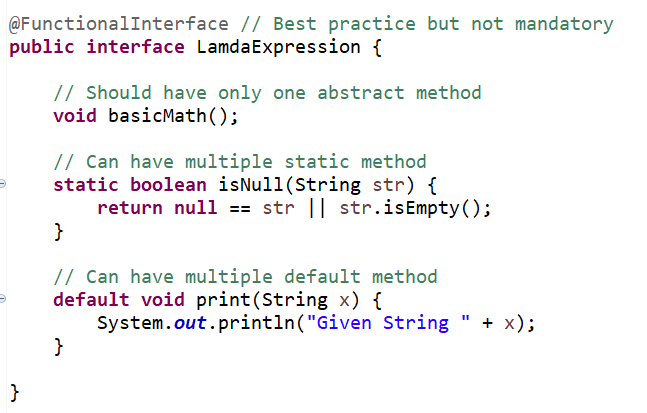 @FunctionalInterface // Best practice but not mandatory
public interface LamdaExpression {
// Should have only one abstract method
void basicMath();
// Can have multiple static method
static boolean isNull(String str) {
return null == str || str.isEmpty();
}
// Can have multiple default method
default void print(String x) {
System.out.println("Given String " + x);
}
}